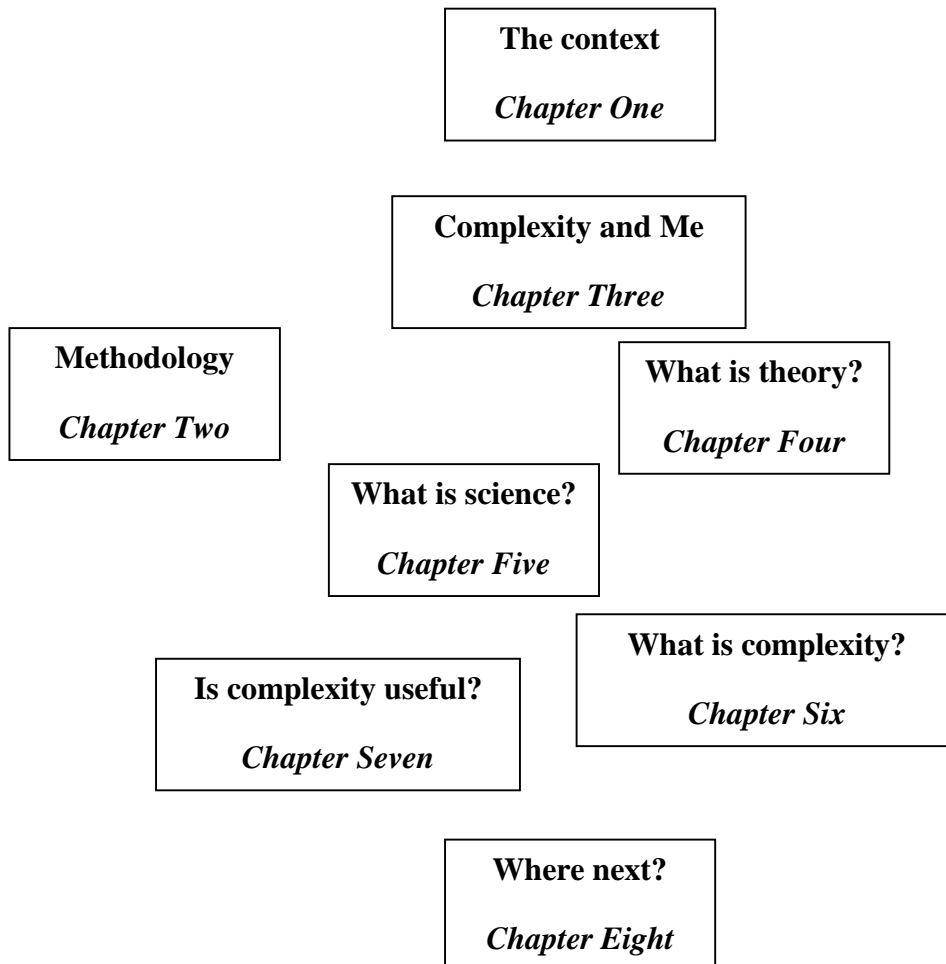 The context
Chapter One
Complexity and Me
Chapter Three
Methodology
Chapter Two
What is theory?
Chapter Four
What is science?
Chapter Five
What is complexity?
Chapter Six
Is complexity useful?
Chapter Seven
Where next?
Chapter Eight